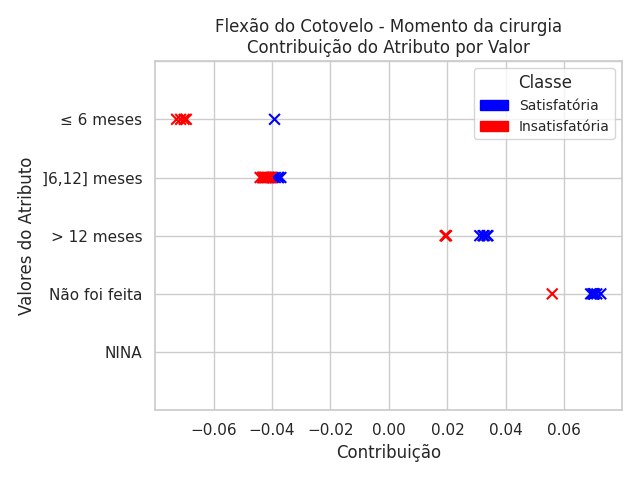 Flexão do Cotovelo - Momento da cirurgia
Contribuição do Atributo por Valor
Classe
Satisfatória
Insatisfatória
Valores do Atributo
≤ 6 meses
]6,12] meses
> 12 meses
Não foi feita
NINA
−0.06 −0.04 −0.02 0.00 0.02 0.04 0.06
Contribuição